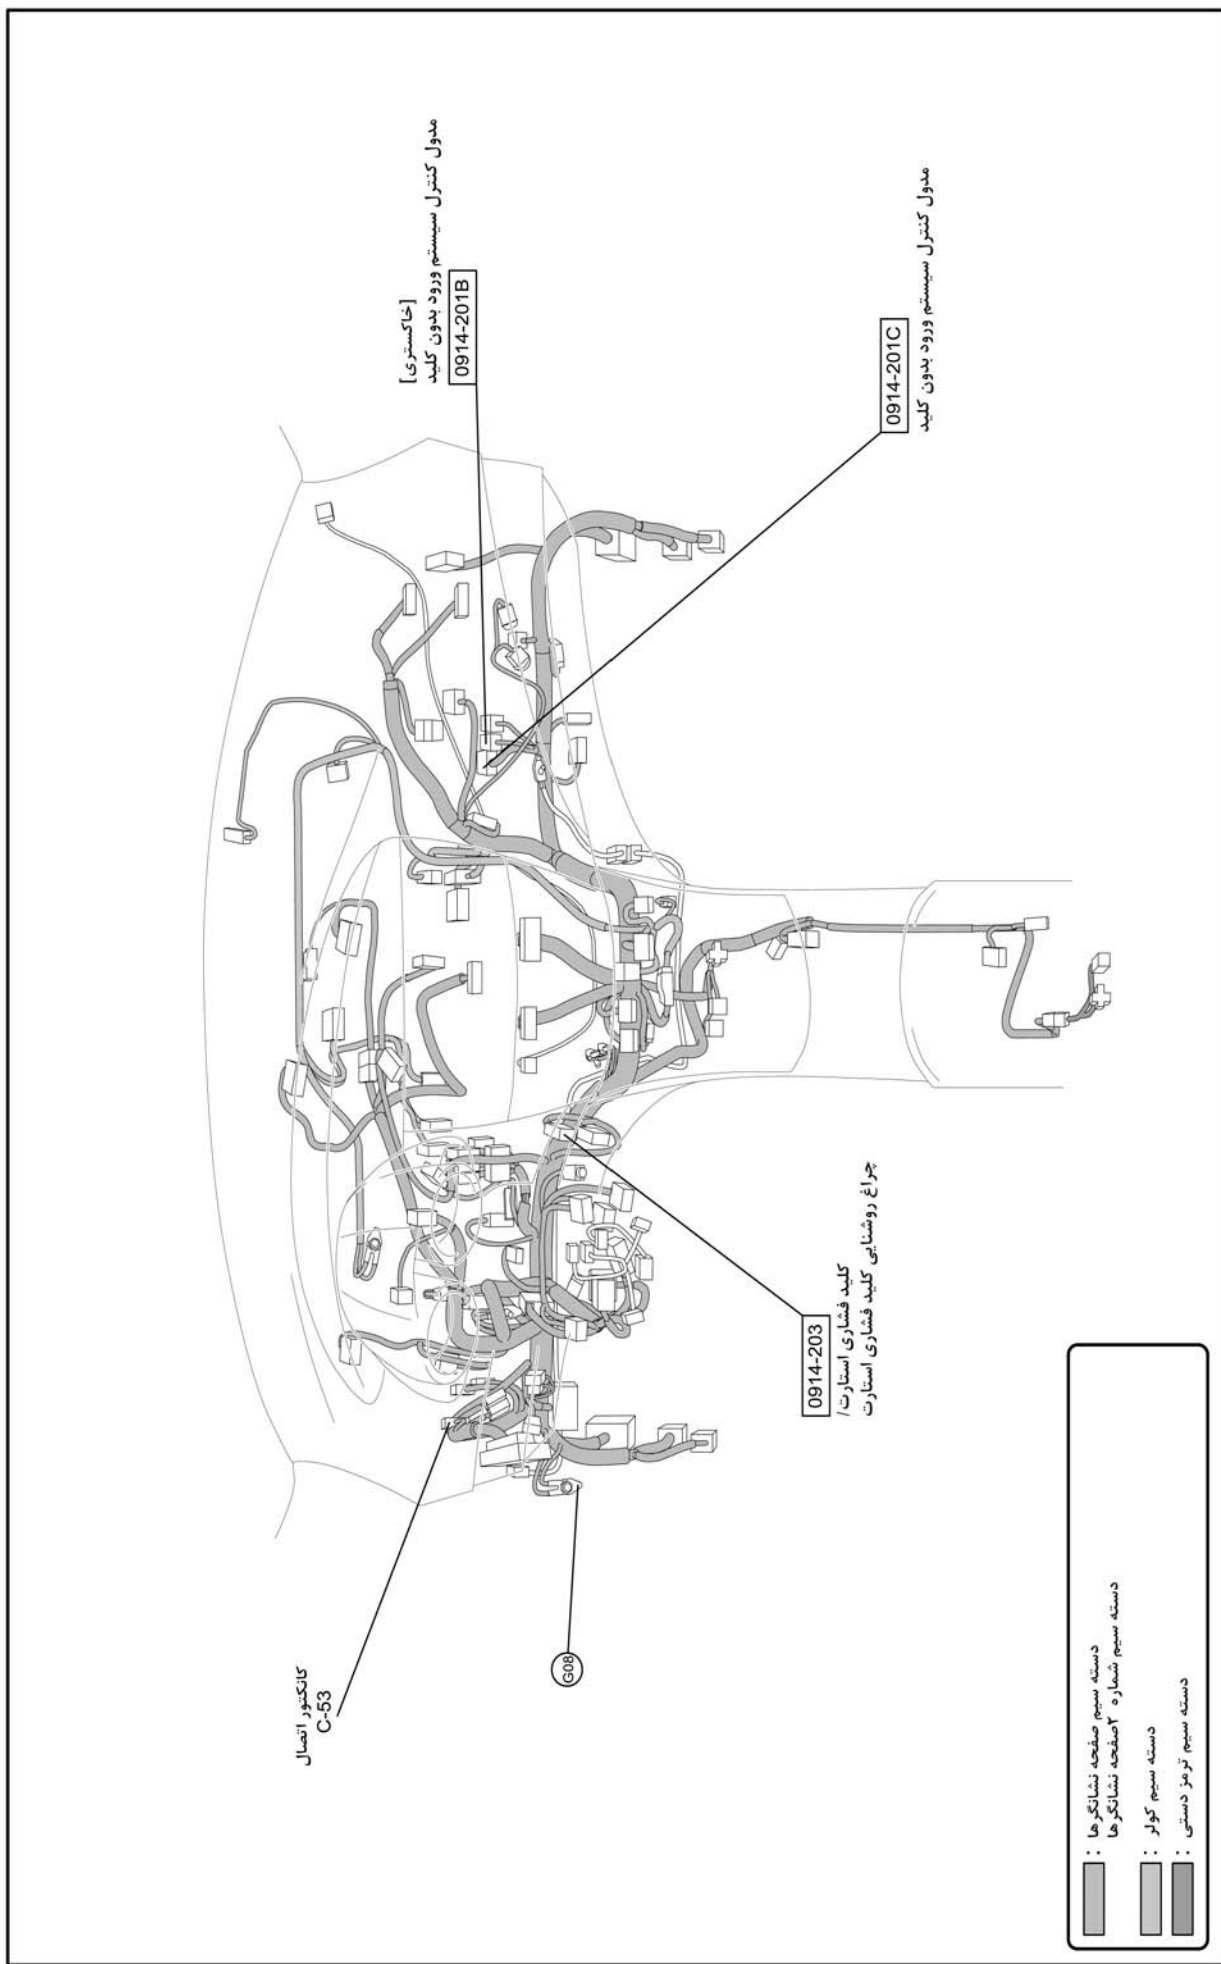 مدول کنترل سیستم ورود بدون کلید
[خاکستری]
0914-201B
0914-201C
مدول کنترل سیستم ورود بدون کلید
0914-203
کلید فشاری استارت/
چراغ روشنایی کلید فشاری استارت
کانکتور اتصال
C-53
G08
: دسته سیم صفحه نشانگرها
دسته سیم شماره ۲صفحه نشانگرها
: دسته سیم کولر
: دسته سیم ترمز دستی